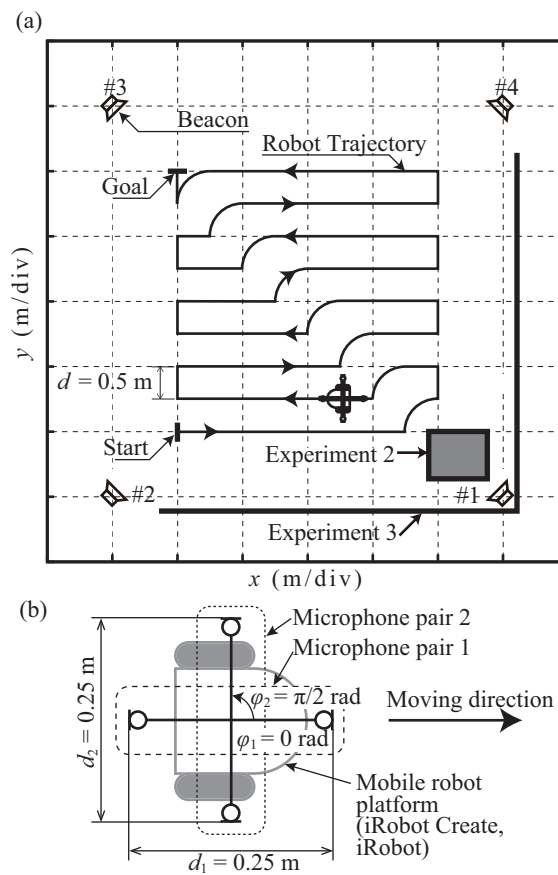 (a)
#3
#4
Beacon
Robot Trajectory
Goal
y (m/div)
d = 0.5 m
Start
Experiment 2
#2
#1
Experiment 3
x (m/div)
(b)
Microphone pair 2
Microphone pair 1
φ2 = π/2 rad
Moving direction
φ1 = 0 rad
d2 = 0.25 m
Mobile robot
platform
(iRobot Create,
iRobot)
d1 = 0.25 m